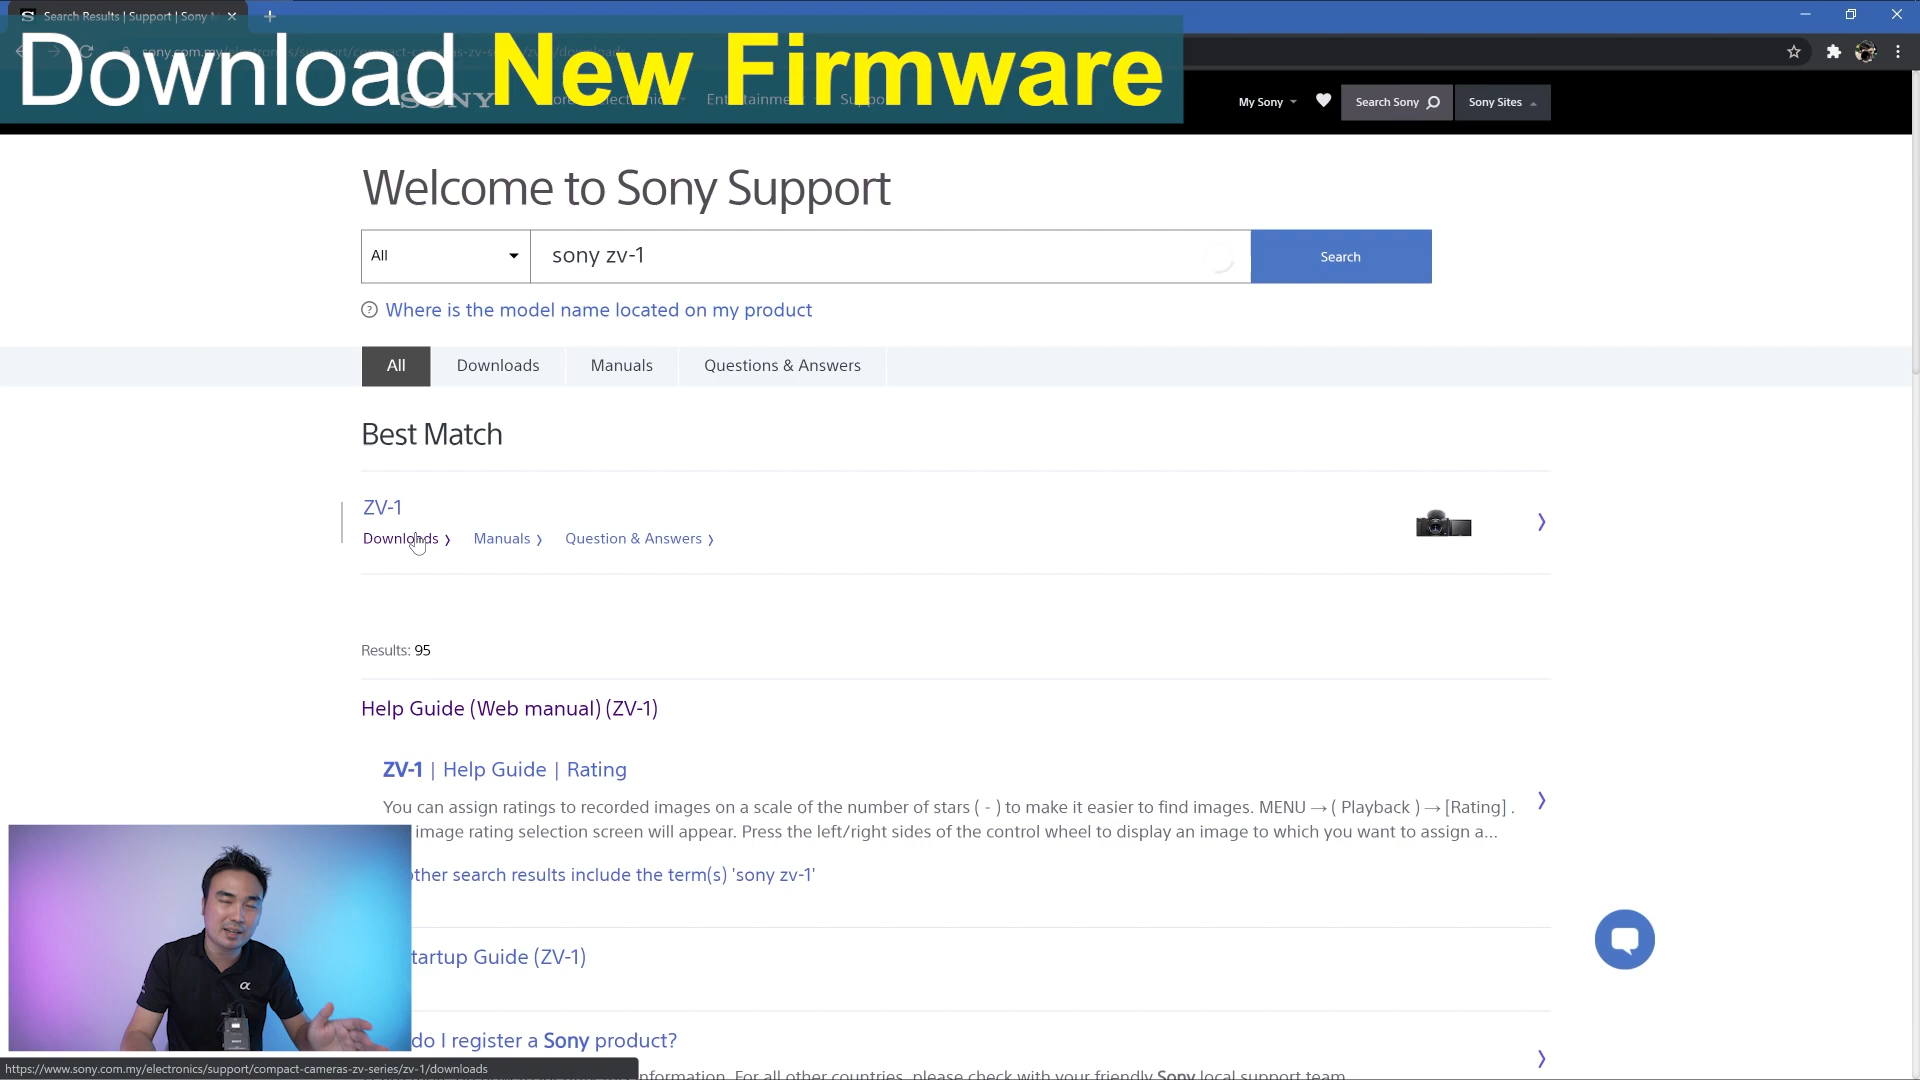 Search Results | Support | Sony
Download New Firmware
SONY
My Sony
Search Sony
Sony Sites
Welcome to Sony Support
All
sony zv-1
Search
Where is the model name located on my product
All
Downloads
Manuals
Questions & Answers
Best Match
ZV-1
Downloads
Manuals
Question & Answers
Results: 95
Help Guide (Web manual) (ZV-1)
ZV-1 | Help Guide | Rating
You can assign ratings to recorded images on a scale of the number of stars ( - ) to make it easier to find images. MENU → ( Playback ) → [Rating] .
image rating selection screen will appear. Press the left/right sides of the control wheel to display an image to which you want to assign a...
other search results include the term(s) 'sony zv-1'
Startup Guide (ZV-1)
α
do I register a Sony product?
https://www.sony.com.my/electronics/support/compact-cameras-zv-series/zv-1/downloads
information. For all other countries, please check with your friendly Sony local support team